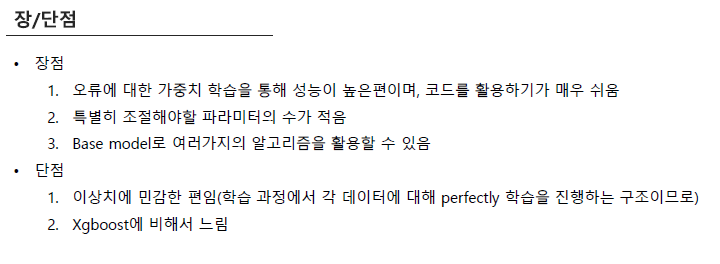 장/단점
• 장점
1. 오류에 대한 가중치 학습을 통해 성능이 높은편이며, 코드를 활용하기가 매우 쉬움
2. 특별히 조절해야할 파라미터의 수가 적음
3. Base model로 여러가지의 알고리즘을 활용할 수 있음
• 단점
1. 이상치에 민감한 편임(학습 과정에서 각 데이터에 대해 perfectly 학습을 진행하는 구조이므로)
2. Xgboost에 비해서 느림